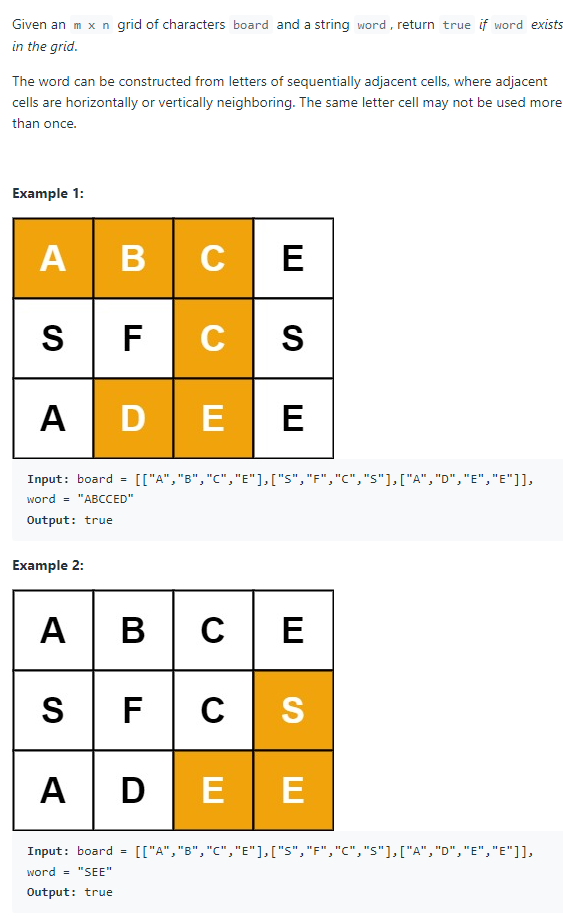 Given an m x n grid of characters board and a string word, return true if word exists
in the grid.
The word can be constructed from letters of sequentially adjacent cells, where adjacent
cells are horizontally or vertically neighboring. The same letter cell may not be used more
than once.
Example 1:
A B C E
S F C S
A D E E
Input: board = [["A","B","C","E"],["S","F","C","S"],["A","D","E","E"]],
word = "ABCCED"
Output: true
Example 2:
A B C E
S F C S
A D E E
Input: board = [["A","B","C","E"],["S","F","C","S"],["A","D","E","E"]],
word = "SEE"
Output: true